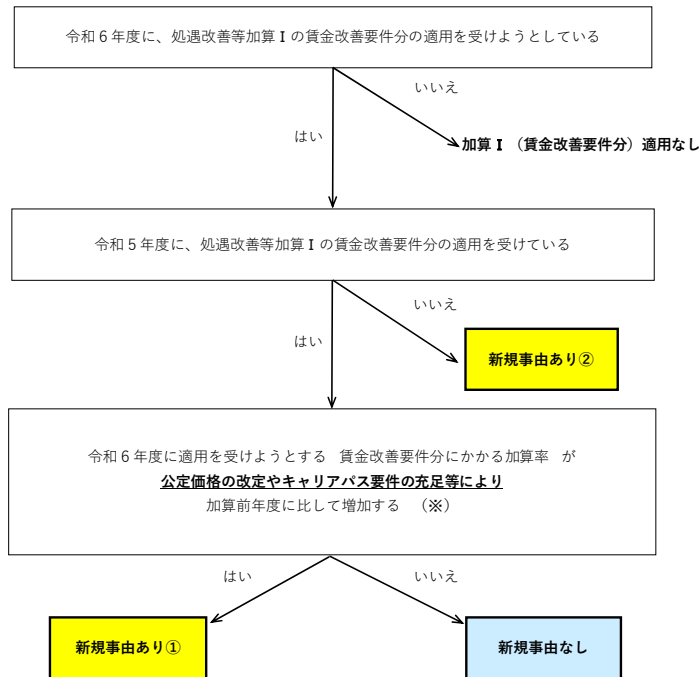 令和６年度に、処遇改善等加算Ⅰの賃金改善要件分の適用を受けようとしている
いいえ
はい
加算Ⅰ （賃金改善要件分）適用なし
令和５年度に、処遇改善等加算Ⅰの賃金改善要件分の適用を受けている
いいえ
はい
新規事由あり②
令和６年度に適用を受けようとする　賃金改善要件分にかかる加算率　が
公定価格の改定やキャリアパス要件の充足等により
加算前年度に比して増加する　（※）
はい
いいえ
新規事由あり①
新規事由なし